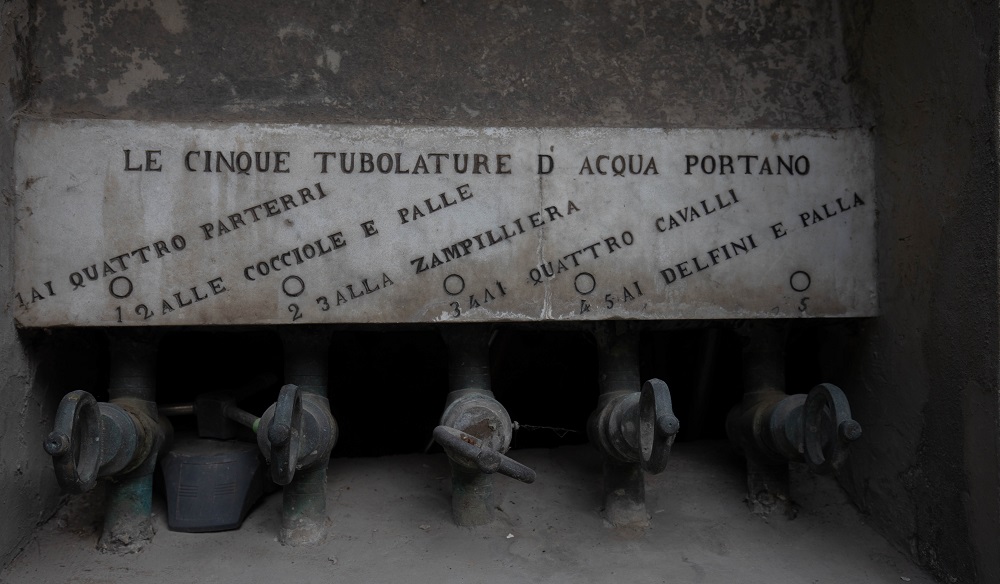 LE CINQUE TUBOLATURE D' ACQUA PORTANO
1 AI QUATTRO PARTERRI
2 ALLE COCCIOLE E PALLE
3 ALLA ZAMPILLIERA
4 AI QUATTRO CAVALLI
5 AI DELFINI E PALLA
1 2 3 4 5